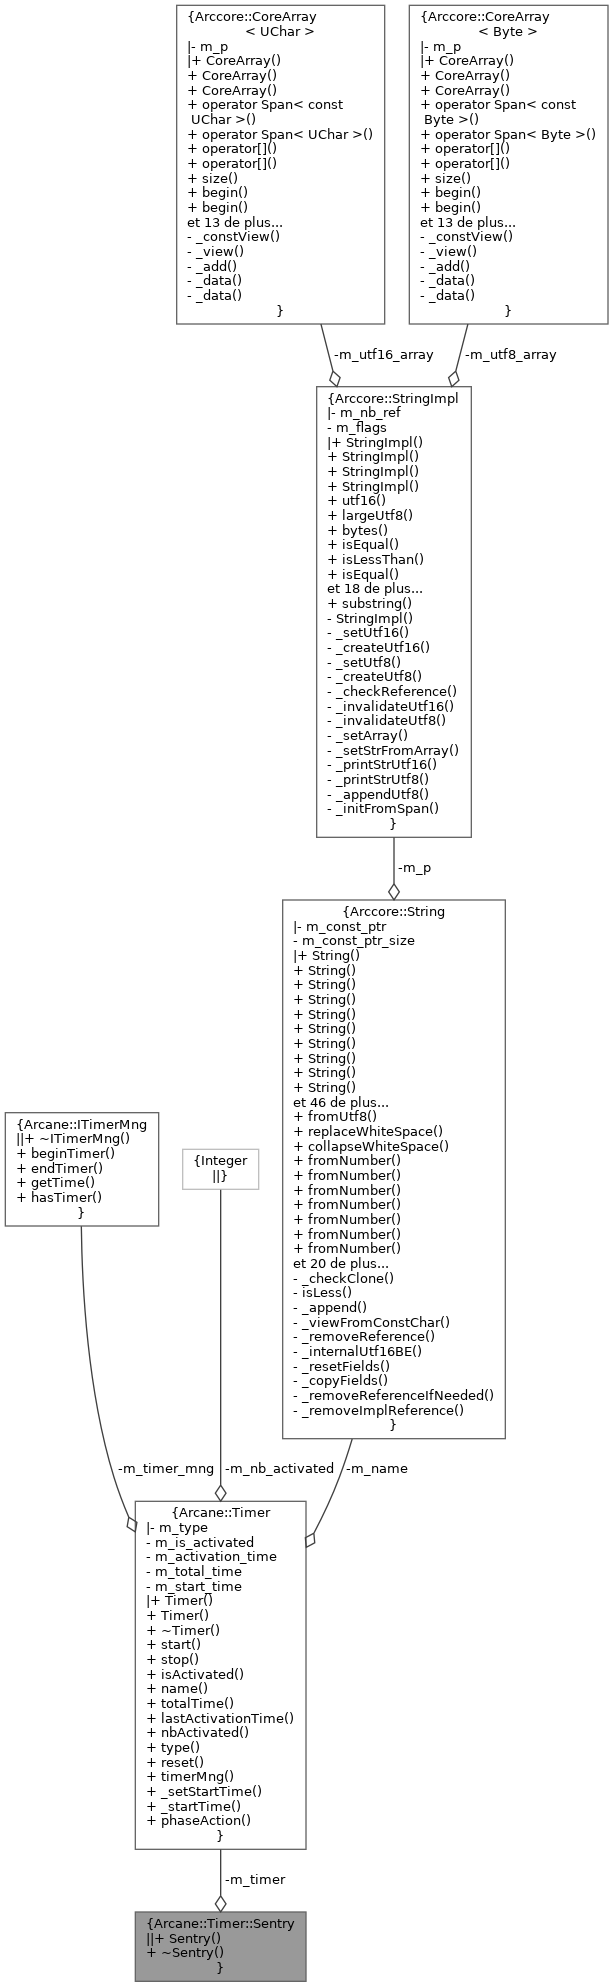 {Arccore::CoreArray
< UChar >
|- m_p
|+ CoreArray()
+ CoreArray()
+ CoreArray()
+ operator Span< const
UChar >()
+ operator Span< UChar >()
+ operator[]()
+ operator[]()
+ size()
+ begin()
+ begin()
et 13 de plus...
- _constView()
- _view()
- _add()
- _data()
- _data()
}
{Arccore::CoreArray
< Byte >
|- m_p
|+ CoreArray()
+ CoreArray()
+ CoreArray()
+ operator Span< const
Byte >()
+ operator Span< Byte >()
+ operator[]()
+ operator[]()
+ size()
+ begin()
+ begin()
et 13 de plus...
- _constView()
- _view()
- _add()
- _data()
- _data()
}
-m_utf16_array
-m_utf8_array
{Arccore::StringImpl
|- m_nb_ref
- m_flags
|+ StringImpl()
+ StringImpl()
+ StringImpl()
+ StringImpl()
+ utf16()
+ largeUtf8()
+ bytes()
+ isEqual()
+ isLessThan()
+ isEqual()
et 18 de plus...
+ substring()
- StringImpl()
- _setUtf16()
- _createUtf16()
- _setUtf8()
- _createUtf8()
- _checkReference()
- _invalidateUtf16()
- _invalidateUtf8()
- _setArray()
- _setStrFromArray()
- _printStrUtf16()
- _printStrUtf8()
- _appendUtf8()
- _initFromSpan()
}
-m_p
{Arccore::String
|- m_const_ptr
- m_const_ptr_size
|+ String()
+ String()
+ String()
+ String()
+ String()
+ String()
+ String()
+ String()
+ String()
+ String()
et 46 de plus...
+ fromUtf8()
+ replaceWhiteSpace()
+ collapseWhiteSpace()
+ fromNumber()
+ fromNumber()
+ fromNumber()
+ fromNumber()
+ fromNumber()
+ fromNumber()
+ fromNumber()
et 20 de plus...
- _checkClone()
- isLess()
- _append()
- _viewFromConstChar()
- _removeReference()
- _internalUtf16BE()
- _resetFields()
- _copyFields()
- _removeReferenceIfNeeded()
- _removeImplReference()
}
{Arcane::ITimerMng
||+ ~ITimerMng()
+ beginTimer()
+ endTimer()
+ getTime()
+ hasTimer()
}
{Integer
||}
-m_timer_mng
-m_nb_activated
-m_name
{Arcane::Timer
|- m_type
- m_is_activated
- m_activation_time
- m_total_time
- m_start_time
|+ Timer()
+ Timer()
+ ~Timer()
+ start()
+ stop()
+ isActivated()
+ name()
+ totalTime()
+ lastActivationTime()
+ nbActivated()
+ type()
+ reset()
+ timerMng()
+ _setStartTime()
+ _startTime()
+ phaseAction()
}
-m_timer
{Arcane::Timer::Sentry
||+ Sentry()
+ ~Sentry()
}